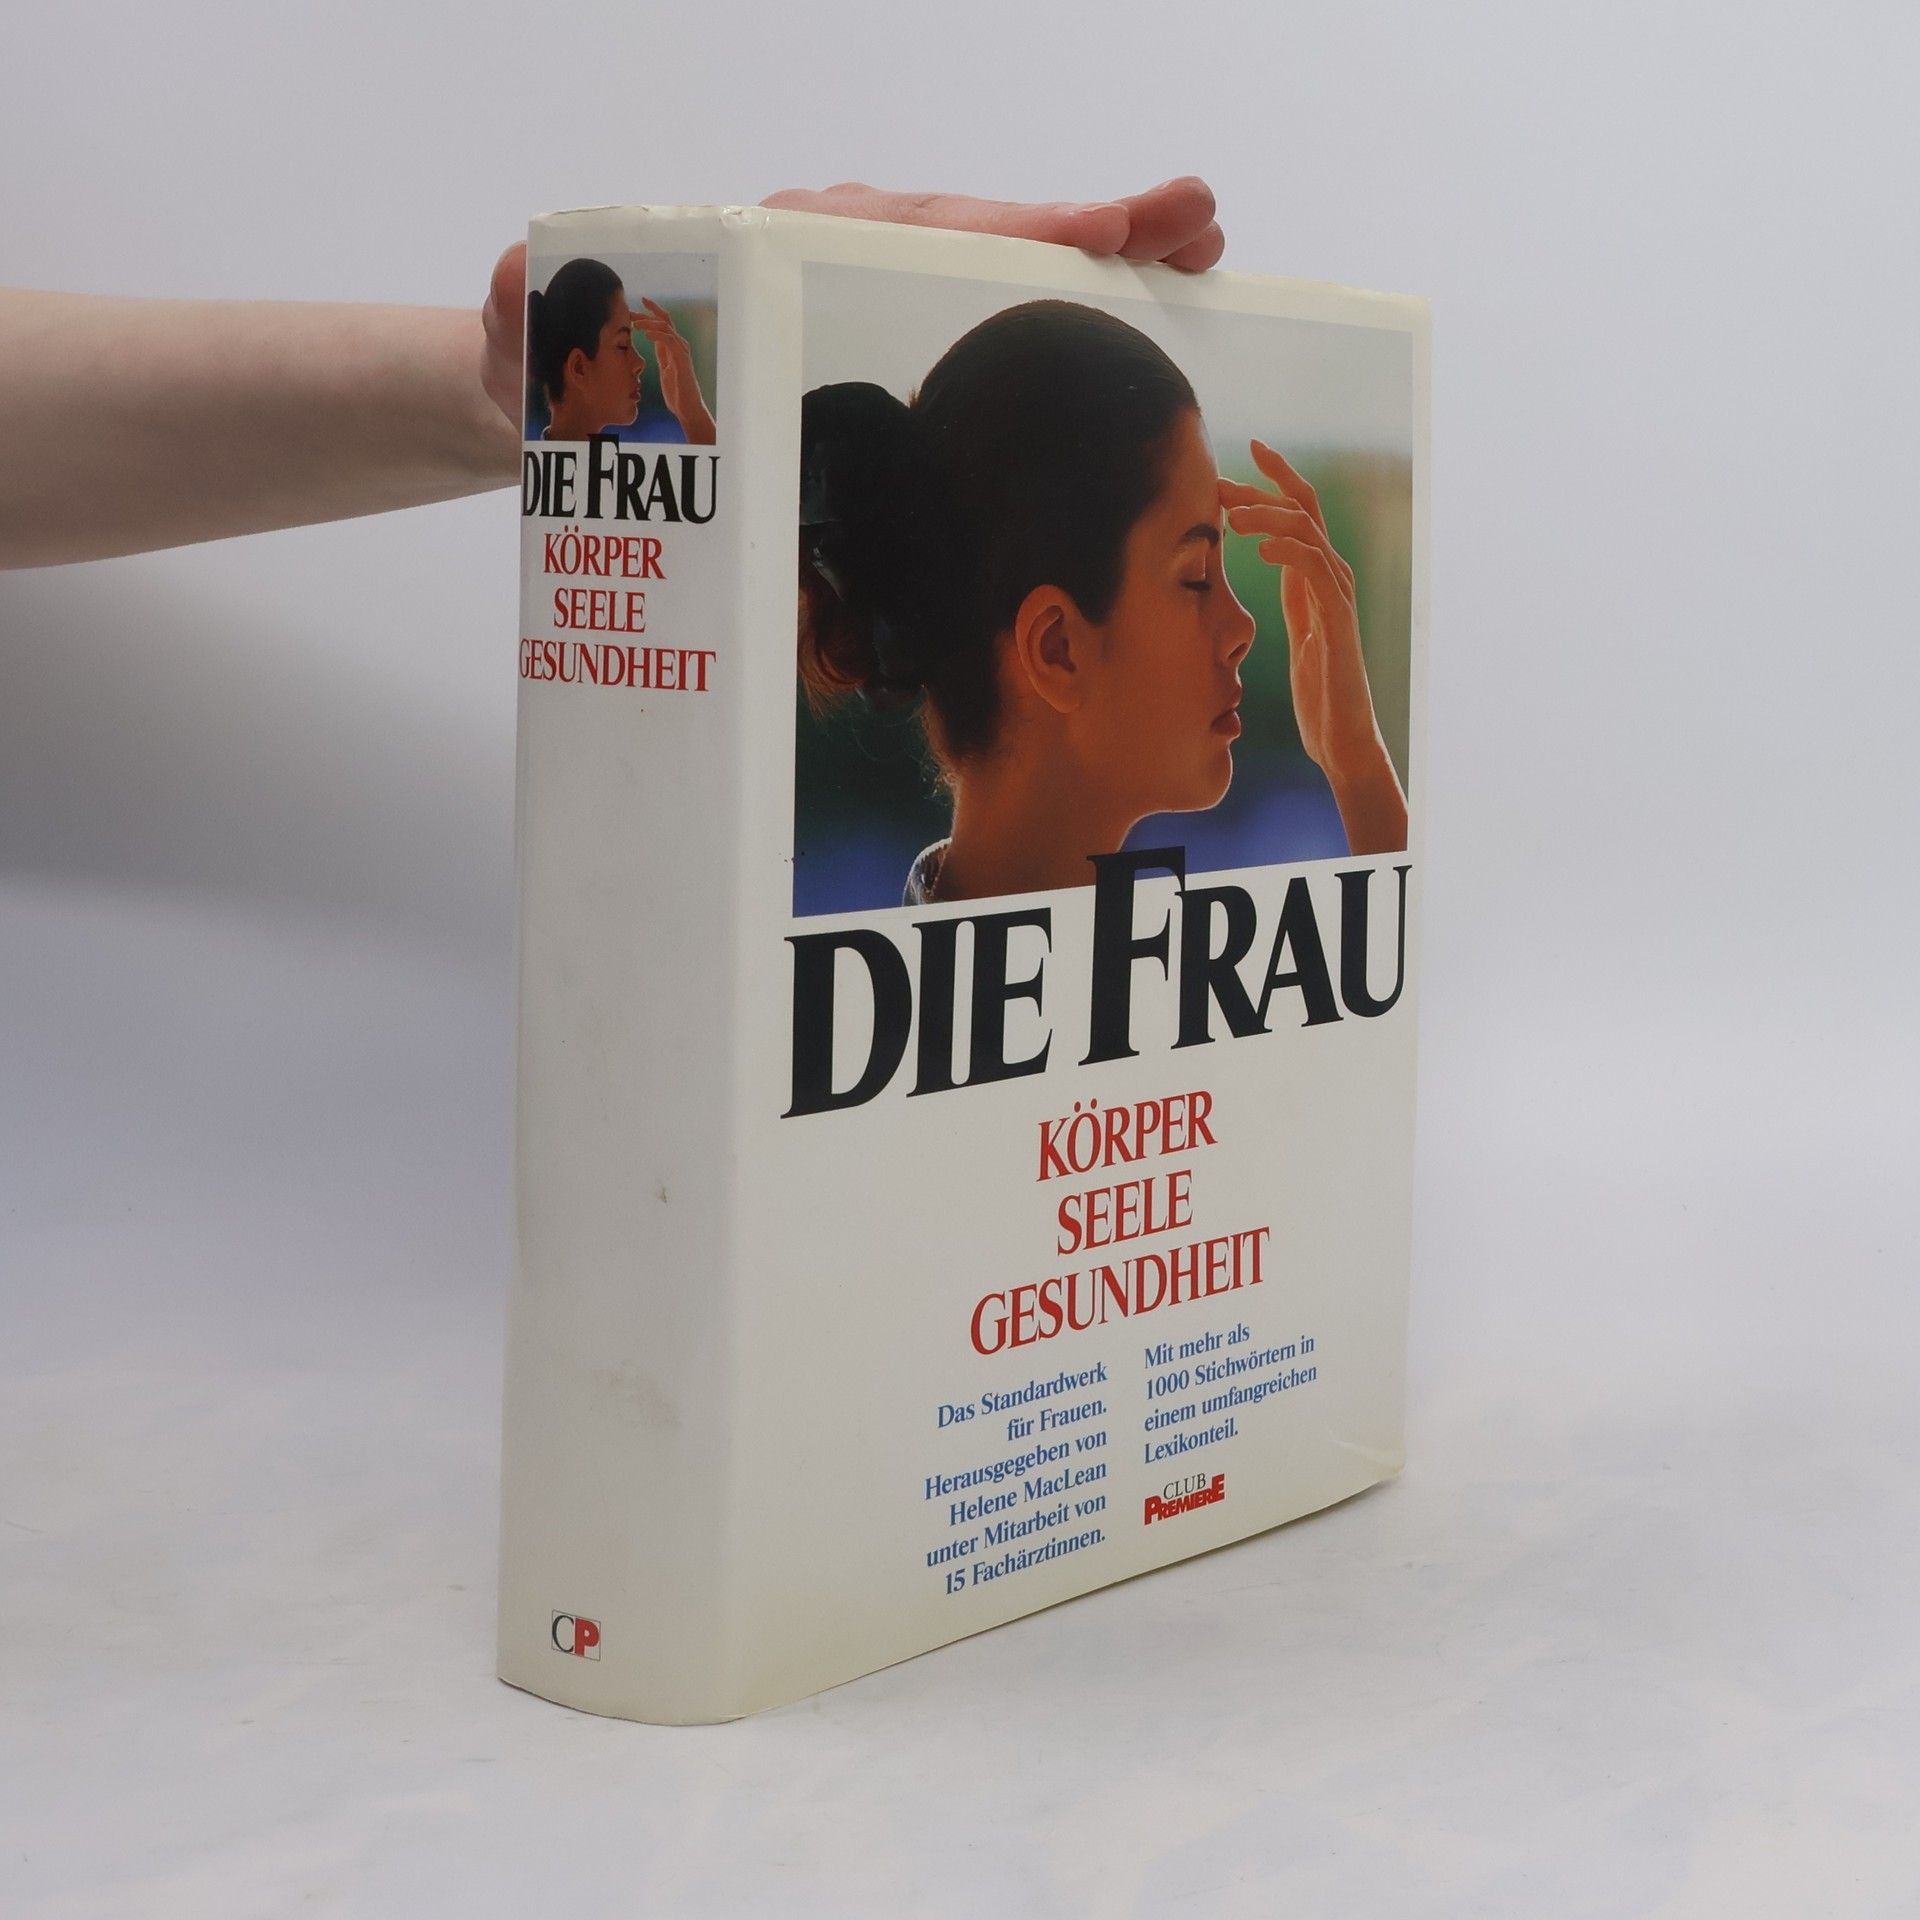 DIE FRAU
KÖRPER
SEELE
GESUNDHEIT
CP
DIE FRAU
KÖRPER
SEELE
GESUNDHEIT
Das Standardwerk
für Frauen.
Herausgegeben von
Helene MacLean
unter Mitarbeit von
15 Fachärztinnen.
Mit mehr als
1000 Stichwörtern in
einem umfangreichen
Lexikonteil.
CLUB
PREMIERE